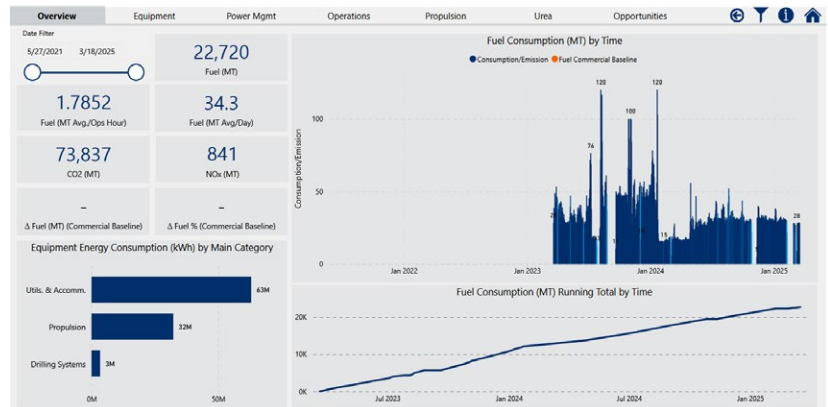 Overview Equipment Power Mgmt Operations Propulsion Urea Opportunities
Date Filter
5/27/2021 3/18/2025
22,720
Fuel (MT)
1.7852
Fuel (MT Avg./Ops Hour)
34.3
Fuel (MT Avg/Day)
73,837
CO2 (MT)
841
NOx (MT)
–
Δ Fuel (MT) (Commercial Baseline)
–
Δ Fuel % (Commercial Baseline)
Equipment Energy Consumption (kWh) by Main Category
Utils. & Accomm. 63M
Propulsion 32M
Drilling Systems 3M
0M 50M
Fuel Consumption (MT) by Time
Consumption/Emission Fuel Commercial Baseline
Consumption/Emission
120 120
100
100
76
50
28
15
0
Jan 2022 Jan 2023 Jan 2024 Jan 2025
Fuel Consumption (MT) Running Total by Time
20K
10K
0K
Jul 2023 Jan 2024 Jul 2024 Jan 2025